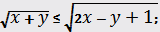 √x + y ≤ √2x − y + 1;